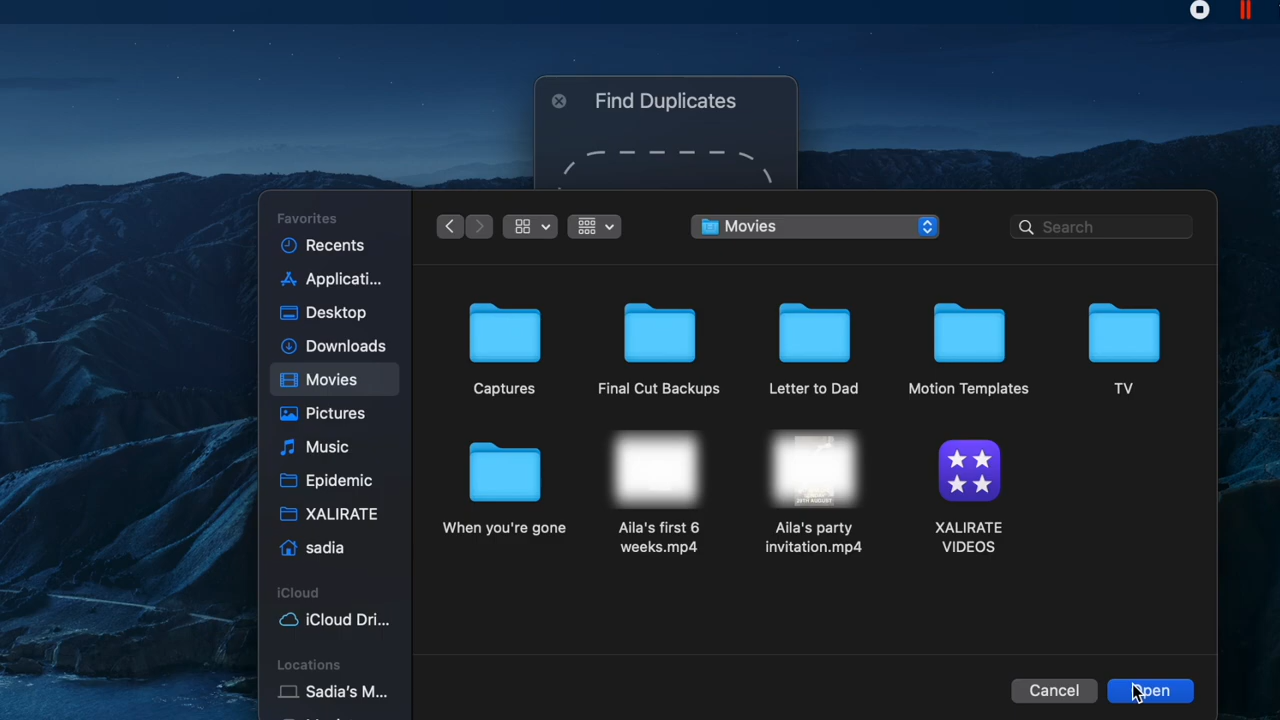 Find Duplicates
Favorites
Recents
Applicati...
Desktop
Downloads
Movies
Pictures
Music
Epidemic
XALIRATE
sadia
iCloud
iCloud Dri...
Locations
Sadia's M...
Movies
Search
Captures
Final Cut Backups
Letter to Dad
Motion Templates
TV
When you're gone
Aila's first 6
weeks.mp4
Aila's party
invitation.mp4
XALIRATE
VIDEOS
Cancel
Open